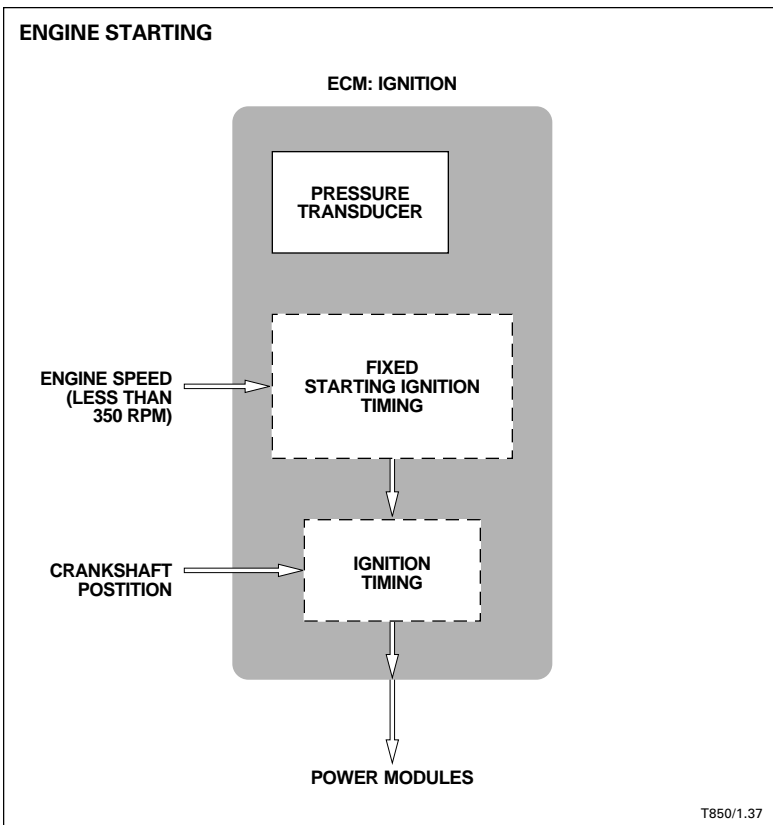 ENGINE STARTING
ECM: IGNITION
PRESSURE
TRANSDUCER
FIXED
STARTING IGNITION
TIMING
ENGINE SPEED
(LESS THAN
350 RPM)
IGNITION
TIMING
CRANKSHAFT
POSTITION
POWER MODULES
T850/1.37